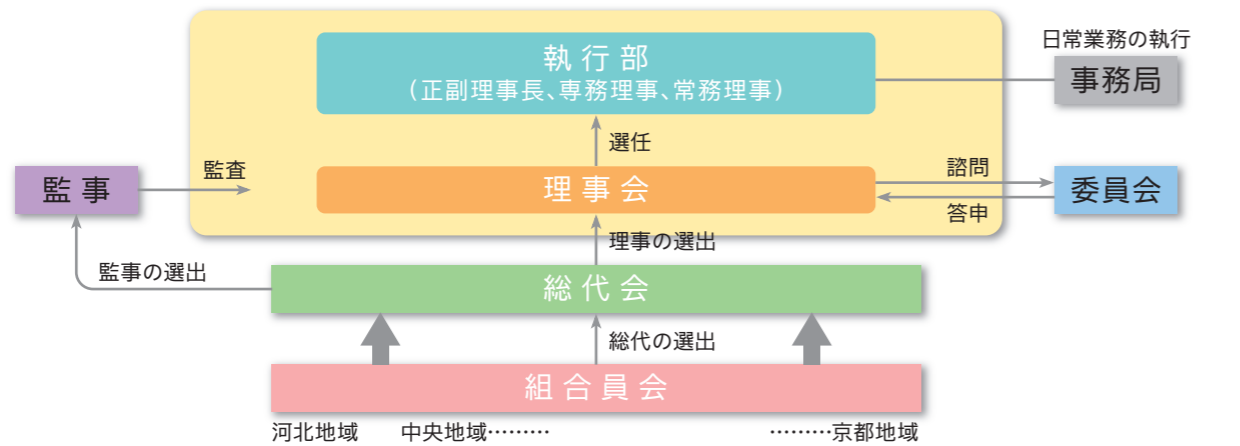 執行部
(正副理事長、専務理事、常務理事)
日常業務の執行
事務局
選任
監事
監査
理事会
諮問
答申
委員会
理事の選出
監事の選出
総代会
総代の選出
組合員会
河北地域 中央地域………
………京都地域